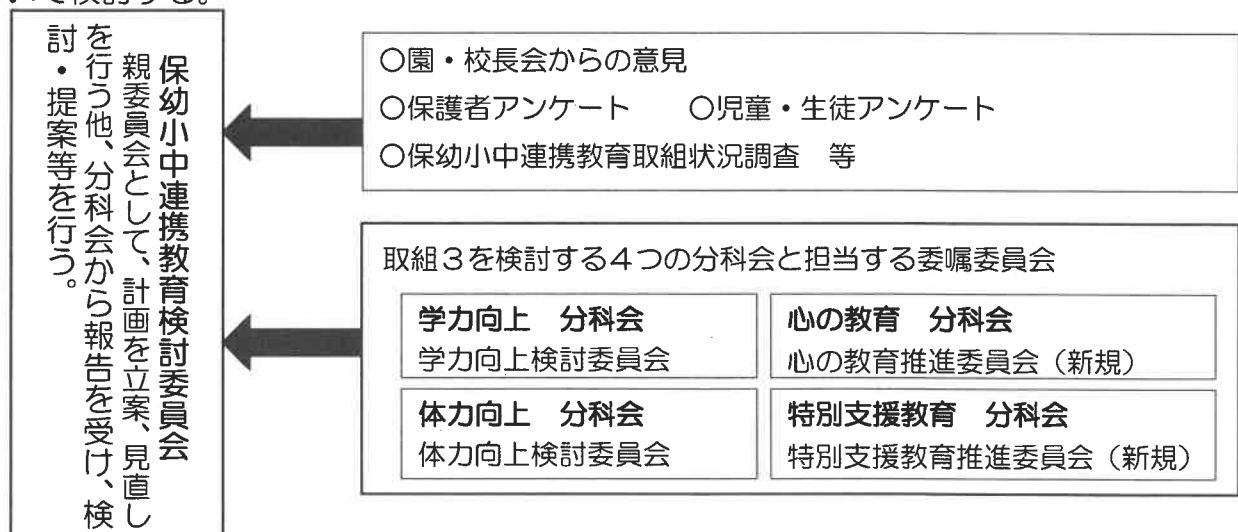 いて検討する。
保幼小中連携教育検討委員会
親委員会として、計画を立案、見直し
を行う他、分科会から報告を受け、検
討・提案等を行う。
○園・校長会からの意見
○保護者アンケート　○児童・生徒アンケート
○保幼小中連携教育取組状況調査　等
取組３を検討する４つの分科会と担当する委嘱委員会
学力向上　分科会
学力向上検討委員会
心の教育　分科会
心の教育推進委員会（新規）
体力向上　分科会
体力向上検討委員会
特別支援教育　分科会
特別支援教育推進委員会（新規）